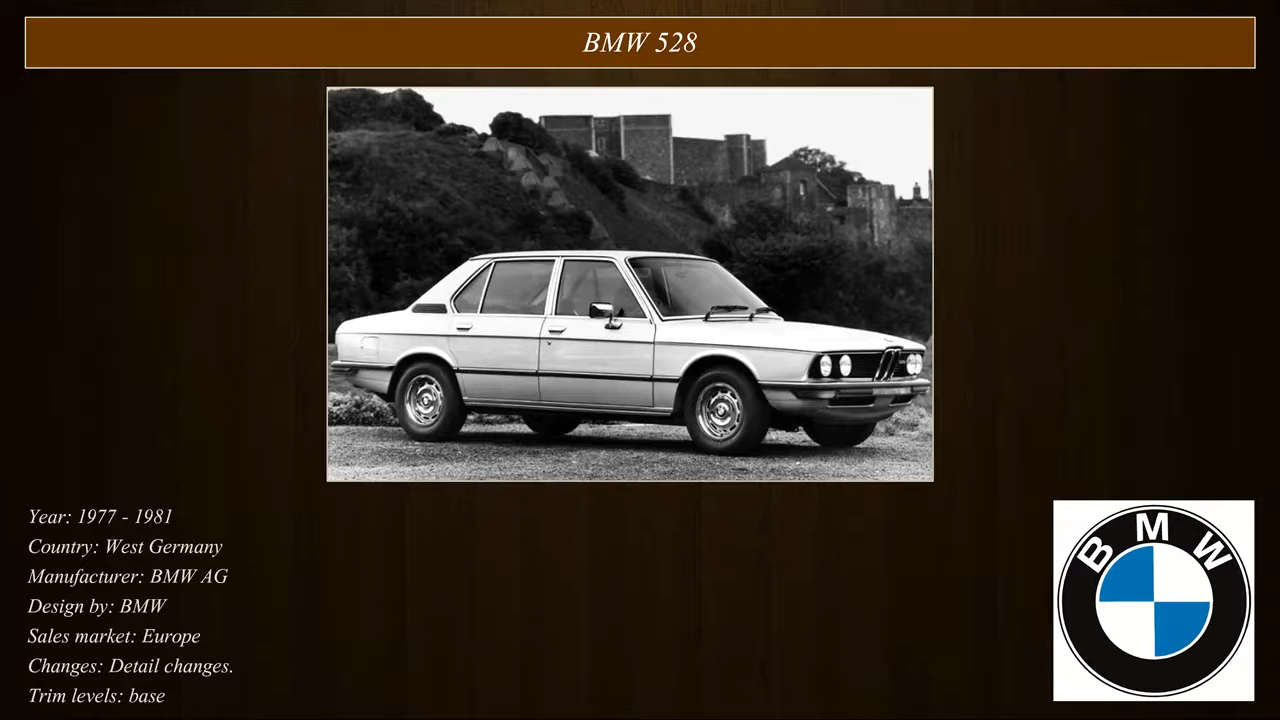 BMW 528
Year: 1977 - 1981
Country: West Germany
Manufacturer: BMW AG
Design by: BMW
Sales market: Europe
Changes: Detail changes.
Trim levels: base
BMW